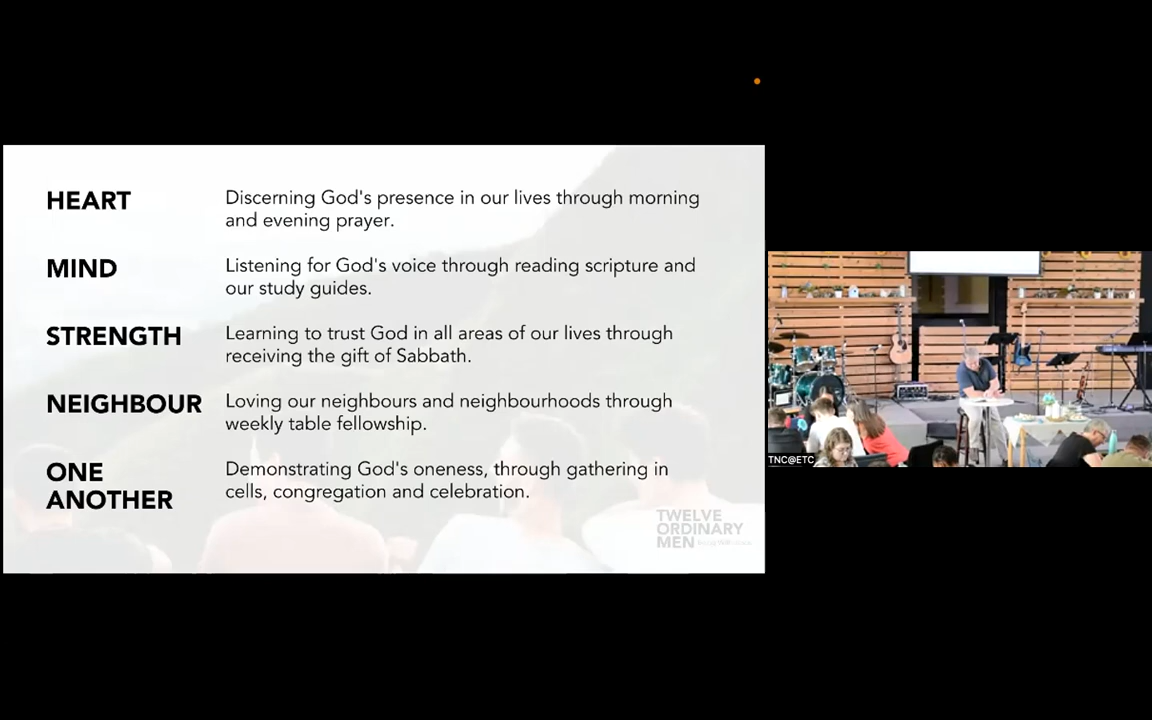 HEART
Discerning God's presence in our lives through morning
and evening prayer.
MIND
Listening for God's voice through reading scripture and
our study guides.
STRENGTH
Learning to trust God in all areas of our lives through
receiving the gift of Sabbath.
NEIGHBOUR
Loving our neighbours and neighbourhoods through
weekly table fellowship.
ONE
ANOTHER
Demonstrating God's oneness, through gathering in
cells, congregation and celebration.
TWELVE
ORDINARY
MEN
TNC@ETC